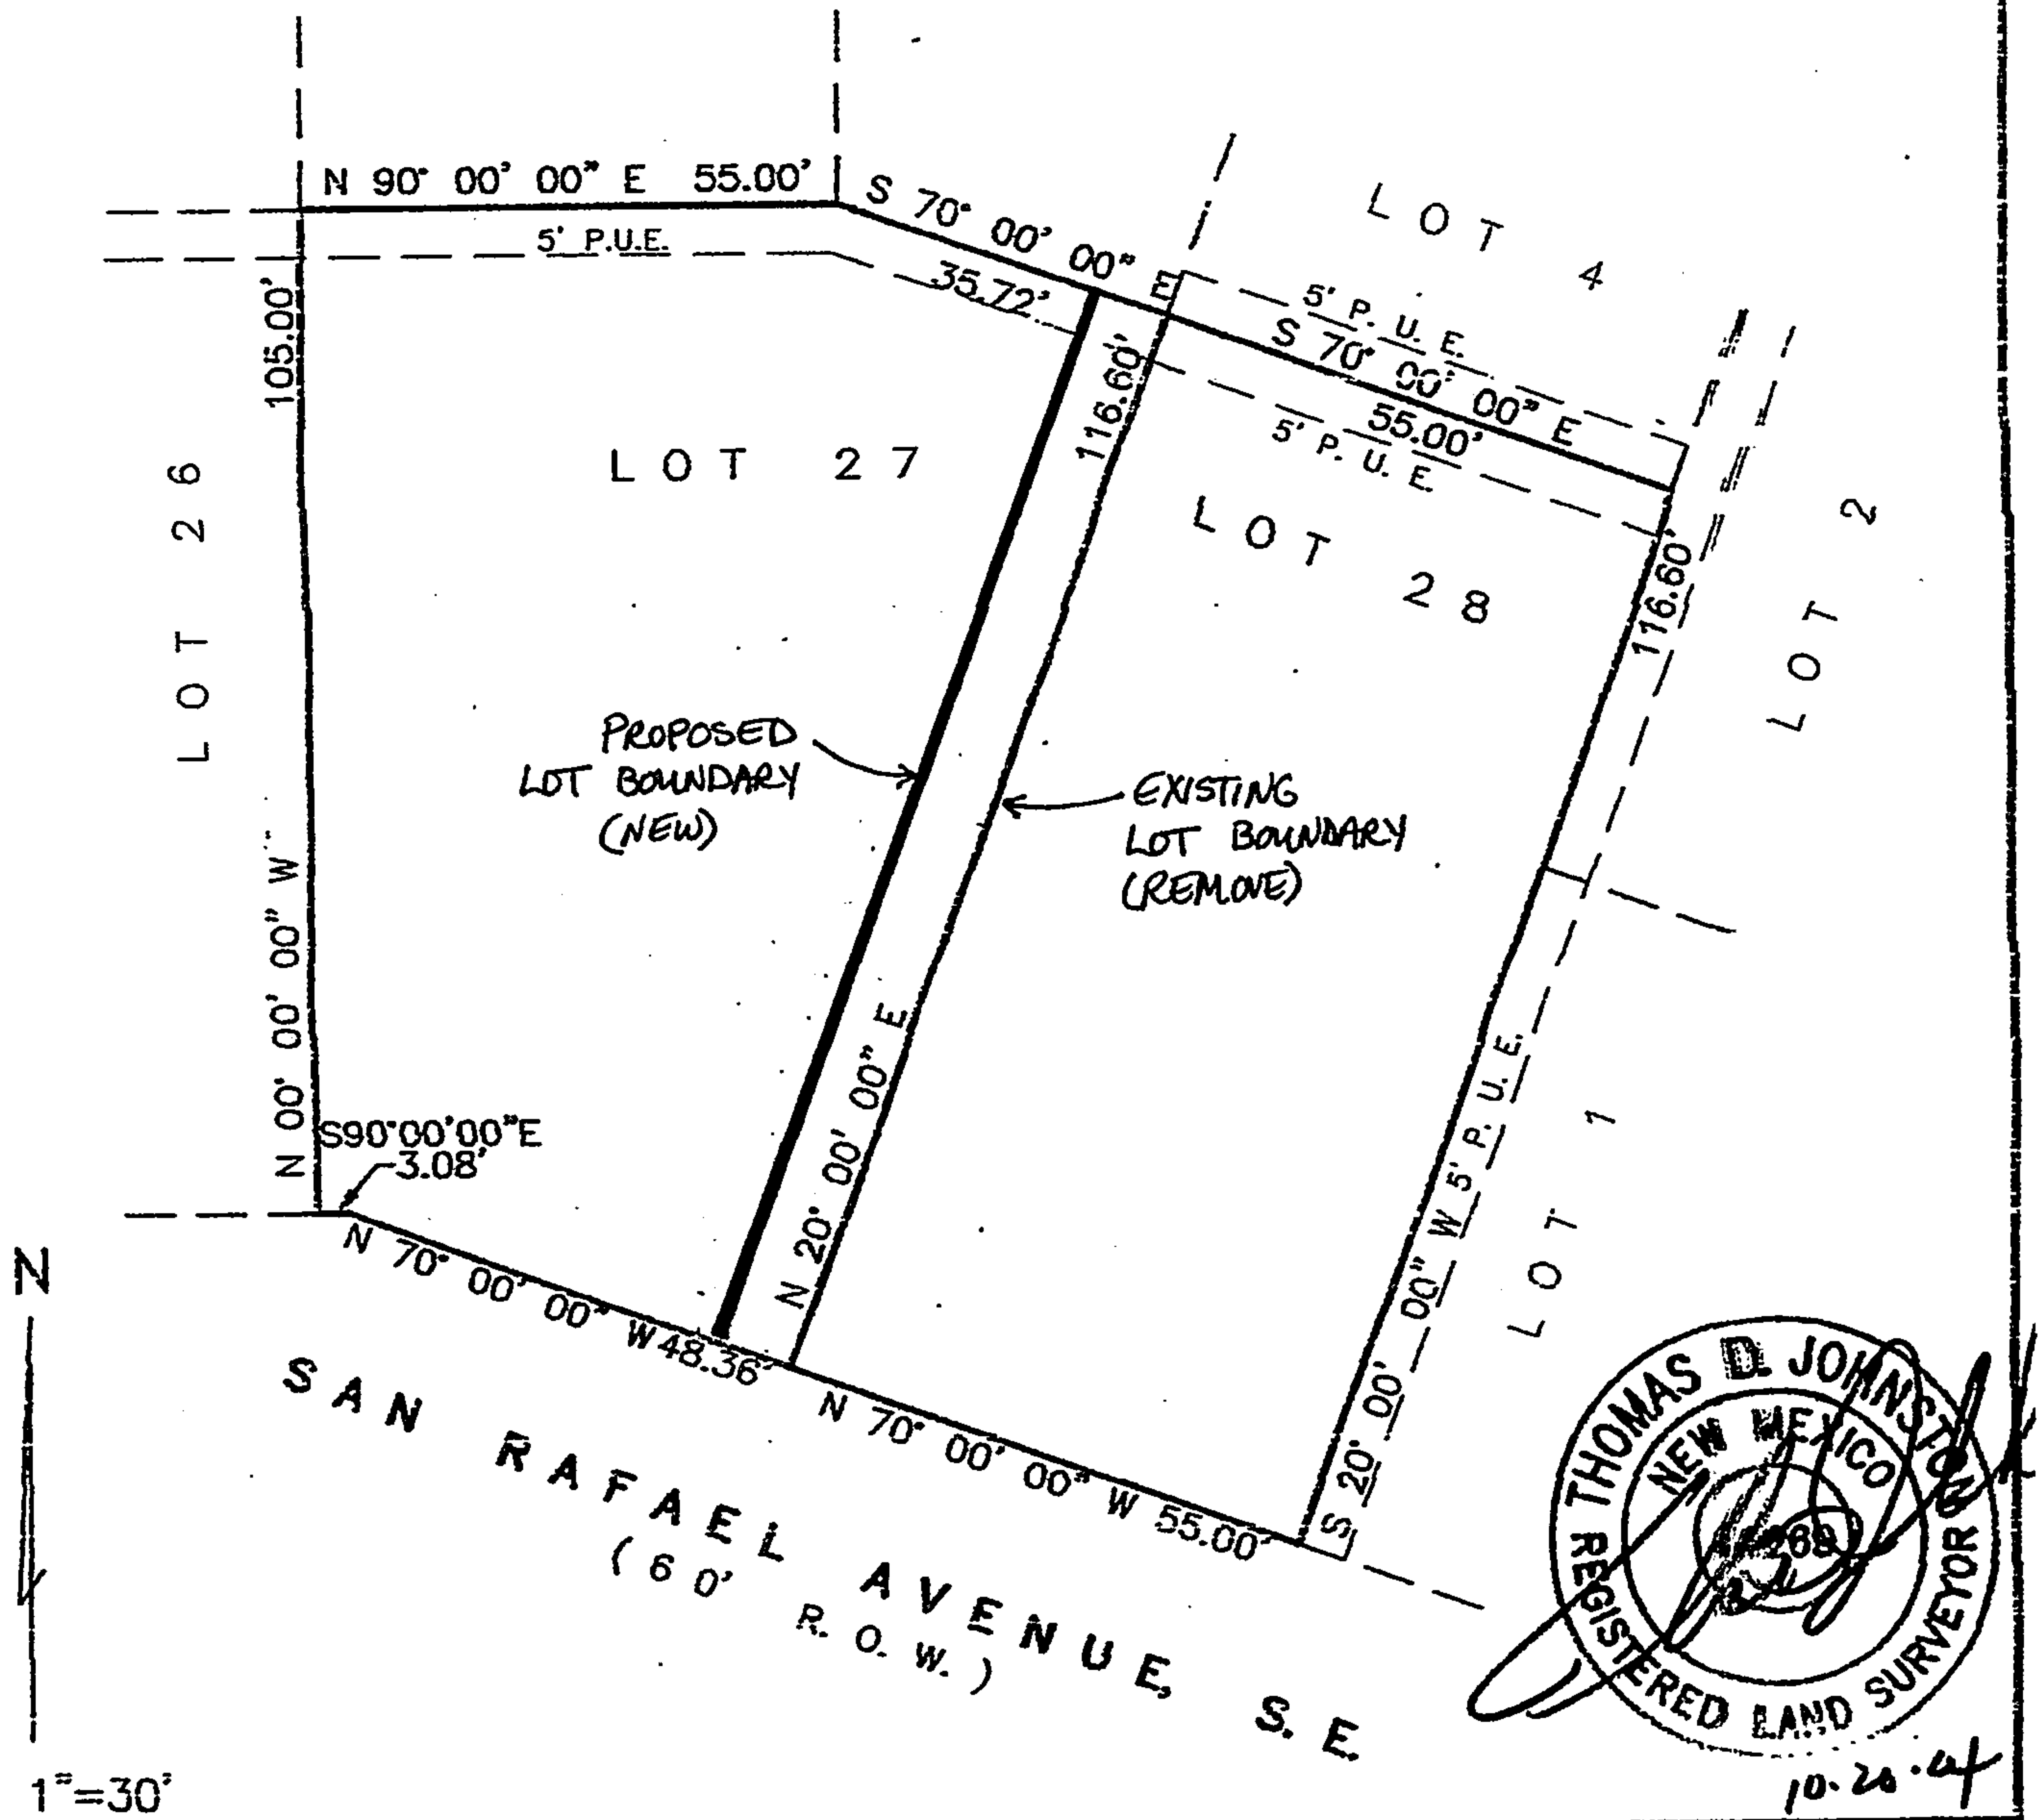 N 90° 00' 00" E 55.00'
5' P.U.E.
S 70° 00' 00" E
35.72'
LOT 4
5' P. U. E.
S 70° 00' 00" E
55.00'
5' P. U. E.
105.00'
N 00° 00' 00" W
LOT 26
LOT 27
116.60'
N 20° 00' 00" E
LOT 28
116.60'
S 20° 00' 00" W 5' P. U. E.
LOT 2
LOT 1
PROPOSED
LOT BOUNDARY
(NEW)
EXISTING
LOT BOUNDARY
(REMOVE)
S90°00'00"E
3.08'
N 70° 00' 00" W 48.36'
N 70° 00' 00" W 55.00'
SAN RAFAEL AVENUE, S.E.
(60' R.O.W.)
N
1"=30'
THOMAS D. JOHNSTON
NEW MEXICO
REGISTERED LAND SURVEYOR